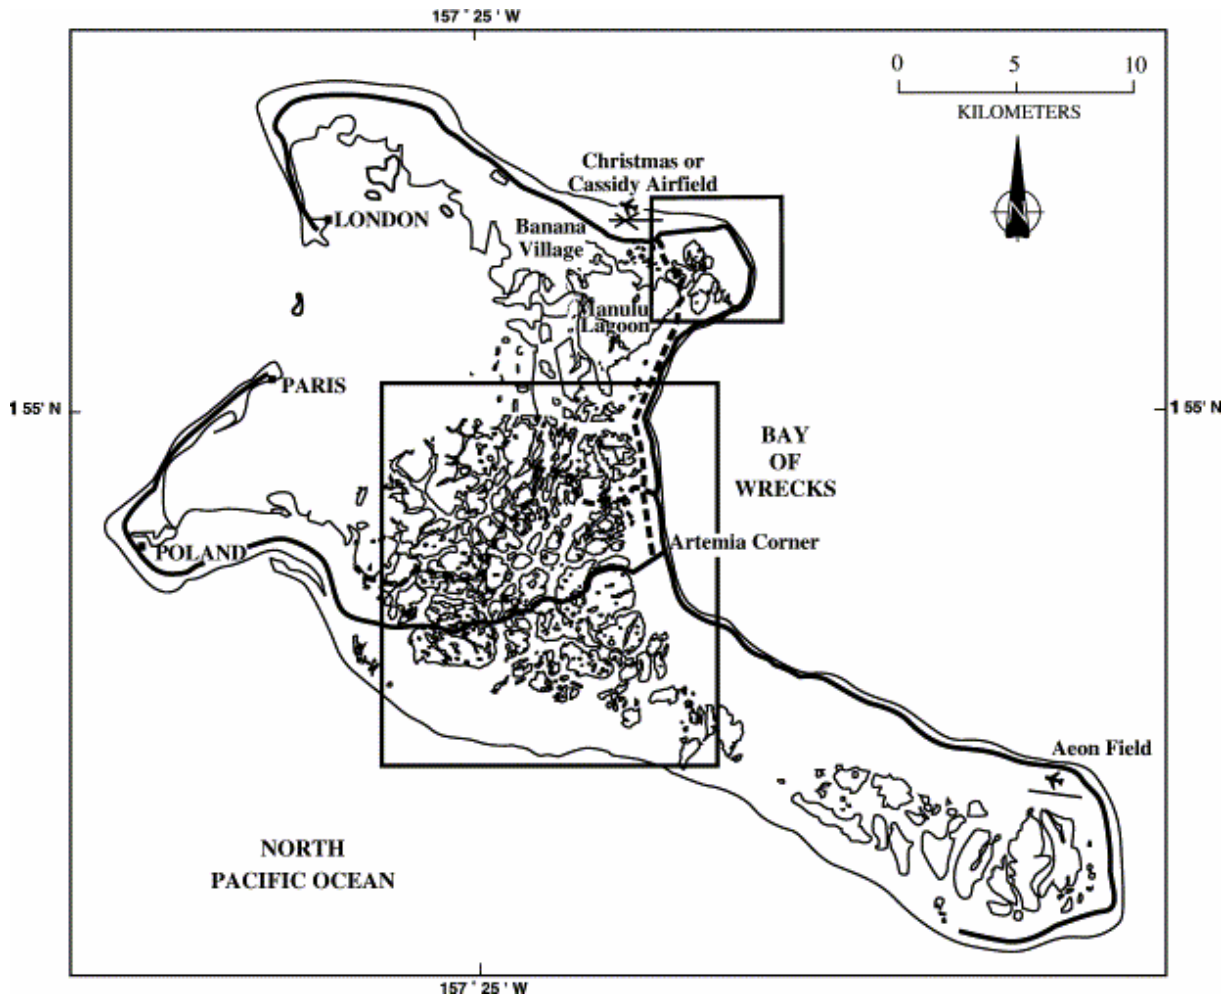 157 ° 25 ' W
0 5 10
KILOMETERS
N
Christmas or
Cassidy Airfield
LONDON
Banana
Village
Manulu
Lagoon
PARIS
1 55' N
1 55' N
BAY
OF
WRECKS
Artemia Corner
POLAND
Aeon Field
NORTH
PACIFIC OCEAN
157 ° 25 ' W